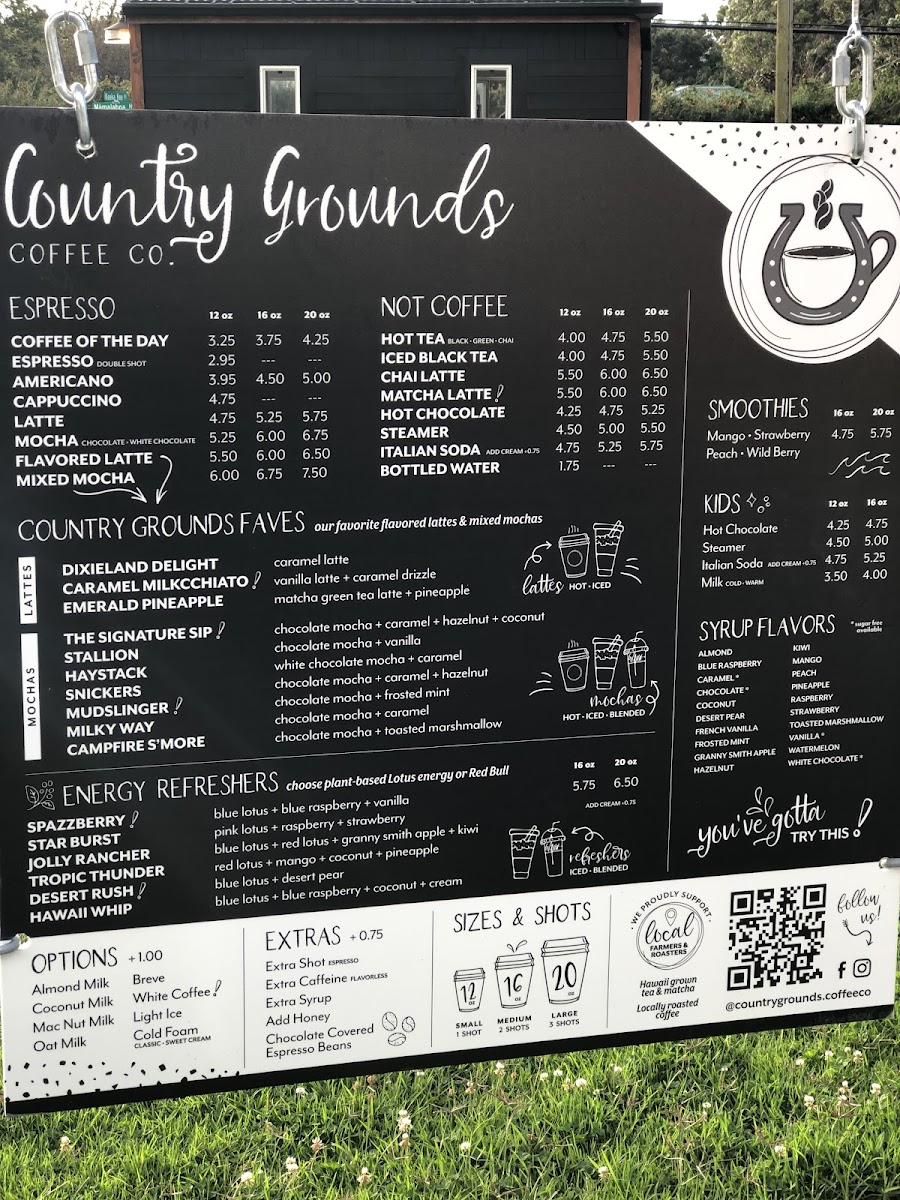 Country Grounds
COFFEE CO.
ESPRESSO 12 oz 16 oz 20 oz
COFFEE OF THE DAY 3.25 3.75 4.25
ESPRESSO DOUBLE SHOT 2.95 --- ---
AMERICANO 3.95 4.50 5.00
CAPPUCCINO 4.75 --- ---
LATTE 4.75 5.25 5.75
MOCHA CHOCOLATE • WHITE CHOCOLATE 5.25 6.00 6.75
FLAVORED LATTE 5.50 6.00 6.50
MIXED MOCHA 6.00 6.75 7.50
NOT COFFEE 12 oz 16 oz 20 oz
HOT TEA BLACK • GREEN • CHAI 4.00 4.75 5.50
ICED BLACK TEA 4.00 4.75 5.50
CHAI LATTE 5.50 6.00 6.50
MATCHA LATTE ! 5.50 6.00 6.50
HOT CHOCOLATE 4.25 4.75 5.25
STEAMER 4.50 5.00 5.50
ITALIAN SODA ADD CREAM +0.75 4.75 5.25 5.75
BOTTLED WATER 1.75 --- ---
SMOOTHIES 16 oz 20 oz
Mango • Strawberry 4.75 5.75
Peach • Wild Berry
KIDS 12 oz 16 oz
Hot Chocolate 4.25 4.75
Steamer 4.50 5.00
Italian Soda ADD CREAM +0.75 4.75 5.25
Milk COLD • WARM 3.50 4.00
COUNTRY GROUNDS FAVES our favorite flavored lattes & mixed mochas
LATTES
DIXIELAND DELIGHT caramel latte
CARAMEL MILKCCHIATO ! vanilla latte + caramel drizzle
EMERALD PINEAPPLE matcha green tea latte + pineapple
lattes HOT • ICED
MOCHAS
THE SIGNATURE SIP ! chocolate mocha + caramel + hazelnut + coconut
STALLION chocolate mocha + vanilla
HAYSTACK white chocolate mocha + caramel
SNICKERS chocolate mocha + caramel + hazelnut
MUDSLINGER ! chocolate mocha + frosted mint
MILKY WAY chocolate mocha + caramel
CAMPFIRE S'MORE chocolate mocha + toasted marshmallow
mochas
HOT • ICED • BLENDED
SYRUP FLAVORS * sugar free available
ALMOND
BLUE RASPBERRY
CARAMEL *
CHOCOLATE *
COCONUT
DESERT PEAR
FRENCH VANILLA
FROSTED MINT
GRANNY SMITH APPLE
HAZELNUT
KIWI
MANGO
PEACH
PINEAPPLE
RASPBERRY
STRAWBERRY
TOASTED MARSHMALLOW
VANILLA *
WATERMELON
WHITE CHOCOLATE *
you've gotta
TRY THIS !
ENERGY REFRESHERS choose plant-based Lotus energy or Red Bull 16 oz 20 oz
5.75 6.50
ADD CREAM +0.75
SPAZZBERRY ! blue lotus + blue raspberry + vanilla
STAR BURST pink lotus + raspberry + strawberry
JOLLY RANCHER blue lotus + red lotus + granny smith apple + kiwi
TROPIC THUNDER red lotus + mango + coconut + pineapple
DESERT RUSH ! blue lotus + desert pear
HAWAII WHIP blue lotus + blue raspberry + coconut + cream
refreshers
ICED • BLENDED
OPTIONS +1.00
Almond Milk
Coconut Milk
Mac Nut Milk
Oat Milk
Breve
White Coffee !
Light Ice
Cold Foam
CLASSIC • SWEET CREAM
EXTRAS +0.75
Extra Shot ESPRESSO
Extra Caffeine FLAVORLESS
Extra Syrup
Add Honey
Chocolate Covered
Espresso Beans
SIZES & SHOTS
12 oz 16 oz 20 oz
SMALL MEDIUM LARGE
1 SHOT 2 SHOTS 3 SHOTS
• WE PROUDLY SUPPORT •
local
FARMERS &
ROASTERS
Hawaii grown
tea & matcha
Locally roasted
coffee
follow
us!
@countrygrounds.coffeeco